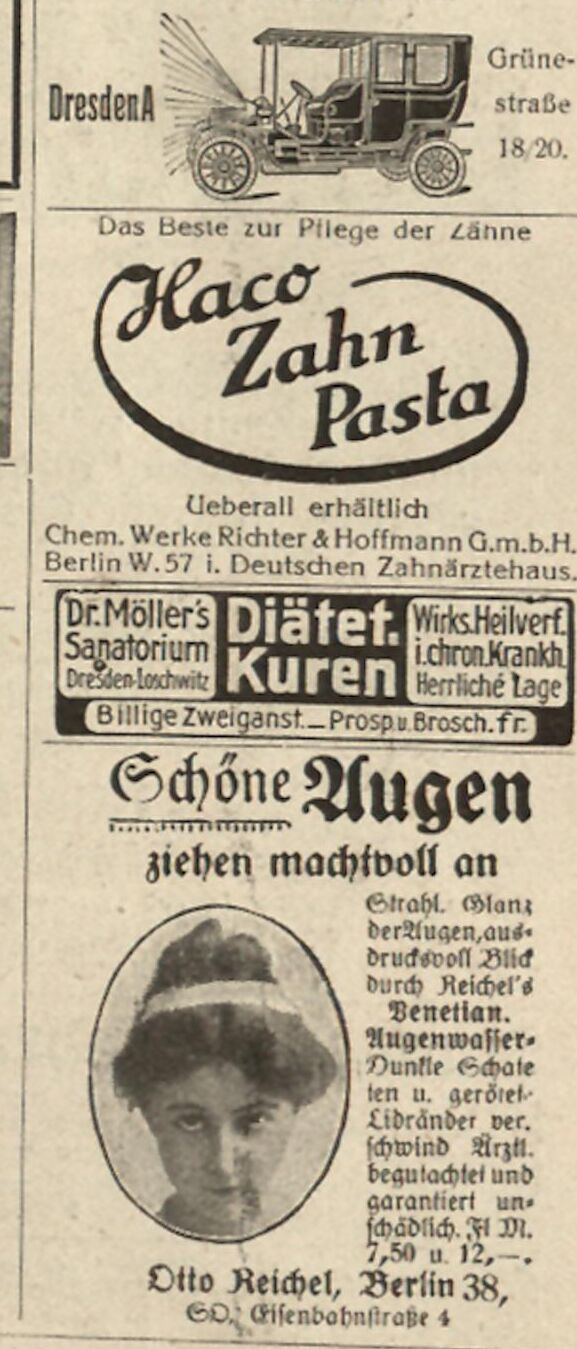 Dresden A
Grüne-
straße
18/20.
Das Beste zur Pflege der Zähne
Haco
Zahn
Pasta
Ueberall erhältlich
Chem. Werke Richter & Hoffmann G.m.b.H.
Berlin W. 57 i. Deutschen Zahnärztehaus.
Dr. Möller's
Sanatorium
Dresden-Loschwitz
Diätet.
Kuren
Wirks. Heilverf.
i. chron. Krankh.
Herrliche Lage
Billige Zweiganst. — Prosp. u. Brosch. fr.
Schöne Augen
ziehen machtvoll an
Strahl. Glanz
der Augen, aus-
drucksvoll Blick
durch Reichel's
Venetian.
Augenwasser-
Dunkle Schate
ten u. gerötet-
Lidränder ver.
schwind Ärztl.
begutachtet und
garantiert un-
schädlich. Fl M.
7,50 u. 12,—.
Otto Reichel, Berlin 38,
SO., Eisenbahnstraße 4